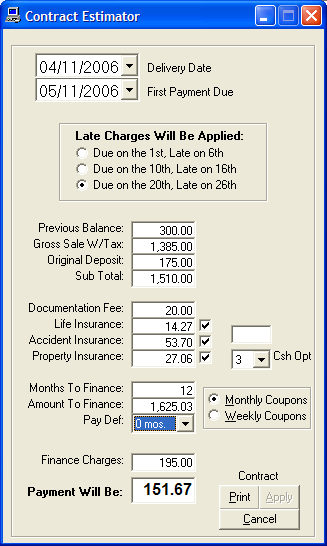 Contract Estimator
04/11/2006 Delivery Date
05/11/2006 First Payment Due
Late Charges Will Be Applied:
Due on the 1st, Late on 6th
Due on the 10th, Late on 16th
Due on the 20th, Late on 26th
Previous Balance: 300.00
Gross Sale W/Tax: 1,385.00
Original Deposit: 175.00
Sub Total: 1,510.00
Documentation Fee: 20.00
Life Insurance: 14.27
Accident Insurance: 53.70
Property Insurance: 27.06 3 Csh Opt
Months To Finance: 12
Amount To Finance: 1,625.03
Pay Def: 0 mos.
Monthly Coupons
Weekly Coupons
Finance Charges: 195.00
Payment Will Be: 151.67
Contract
Print Apply
Cancel